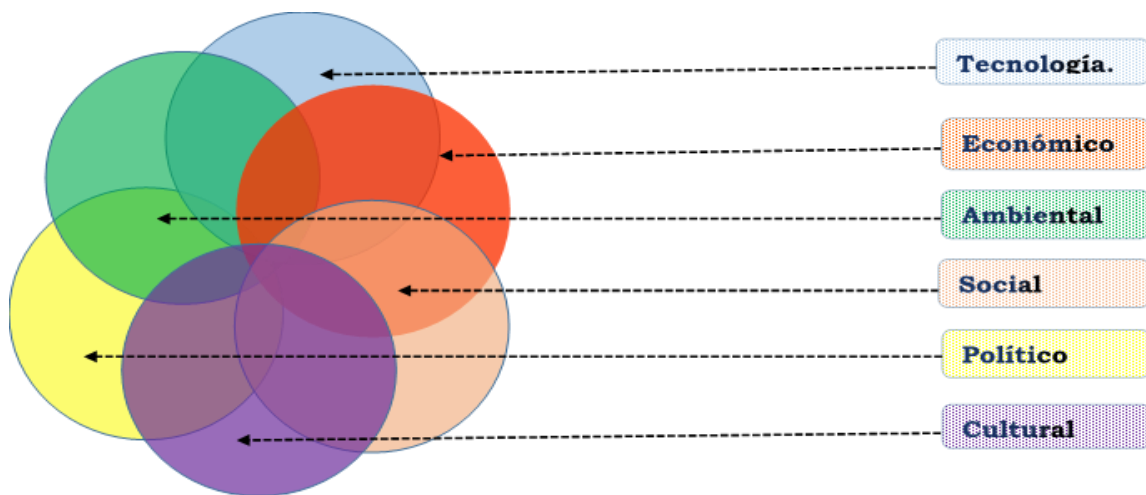 Tecnología.
Económico
Ambiental
Social
Político
Cultural